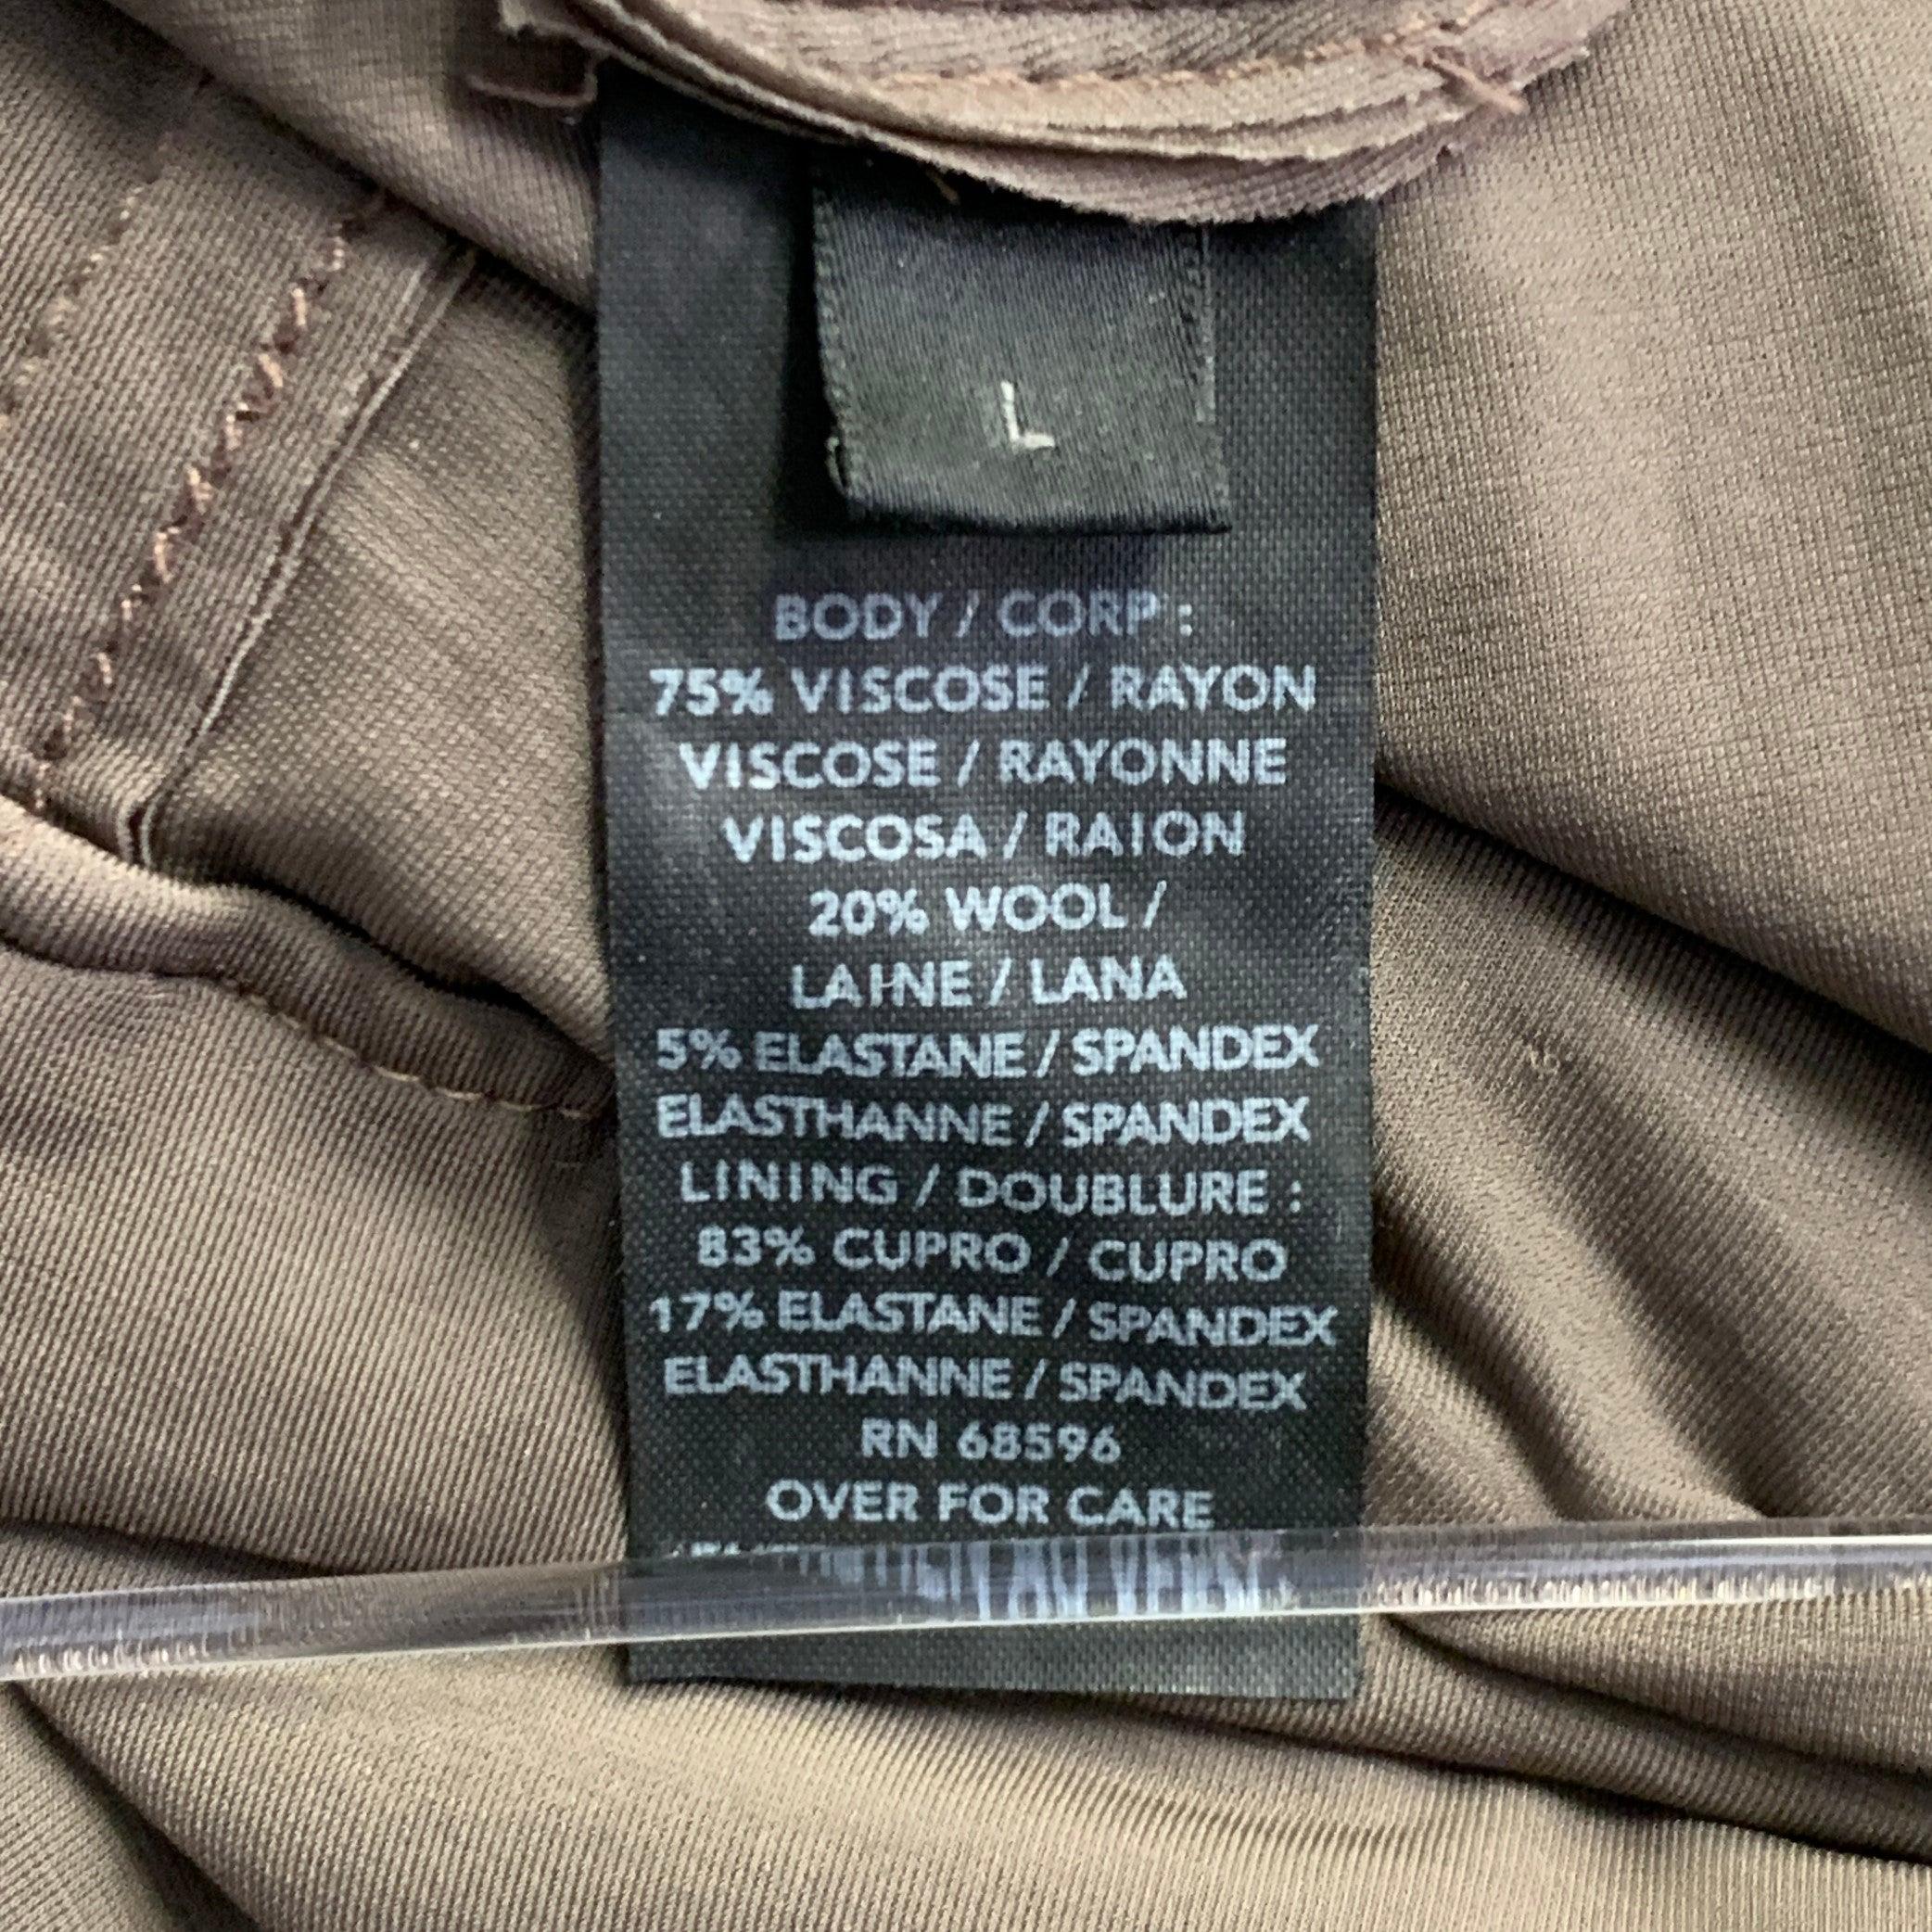 L
BODY / CORP :
75% VISCOSE / RAYON
VISCOSE / RAYONNE
VISCOSA / RAION
20% WOOL /
LAINE / LANA
5% ELASTANE / SPANDEX
ELASTHANNE / SPANDEX
LINING / DOUBLURE :
83% CUPRO / CUPRO
17% ELASTANE / SPANDEX
ELASTHANNE / SPANDEX
RN 68596
OVER FOR CARE